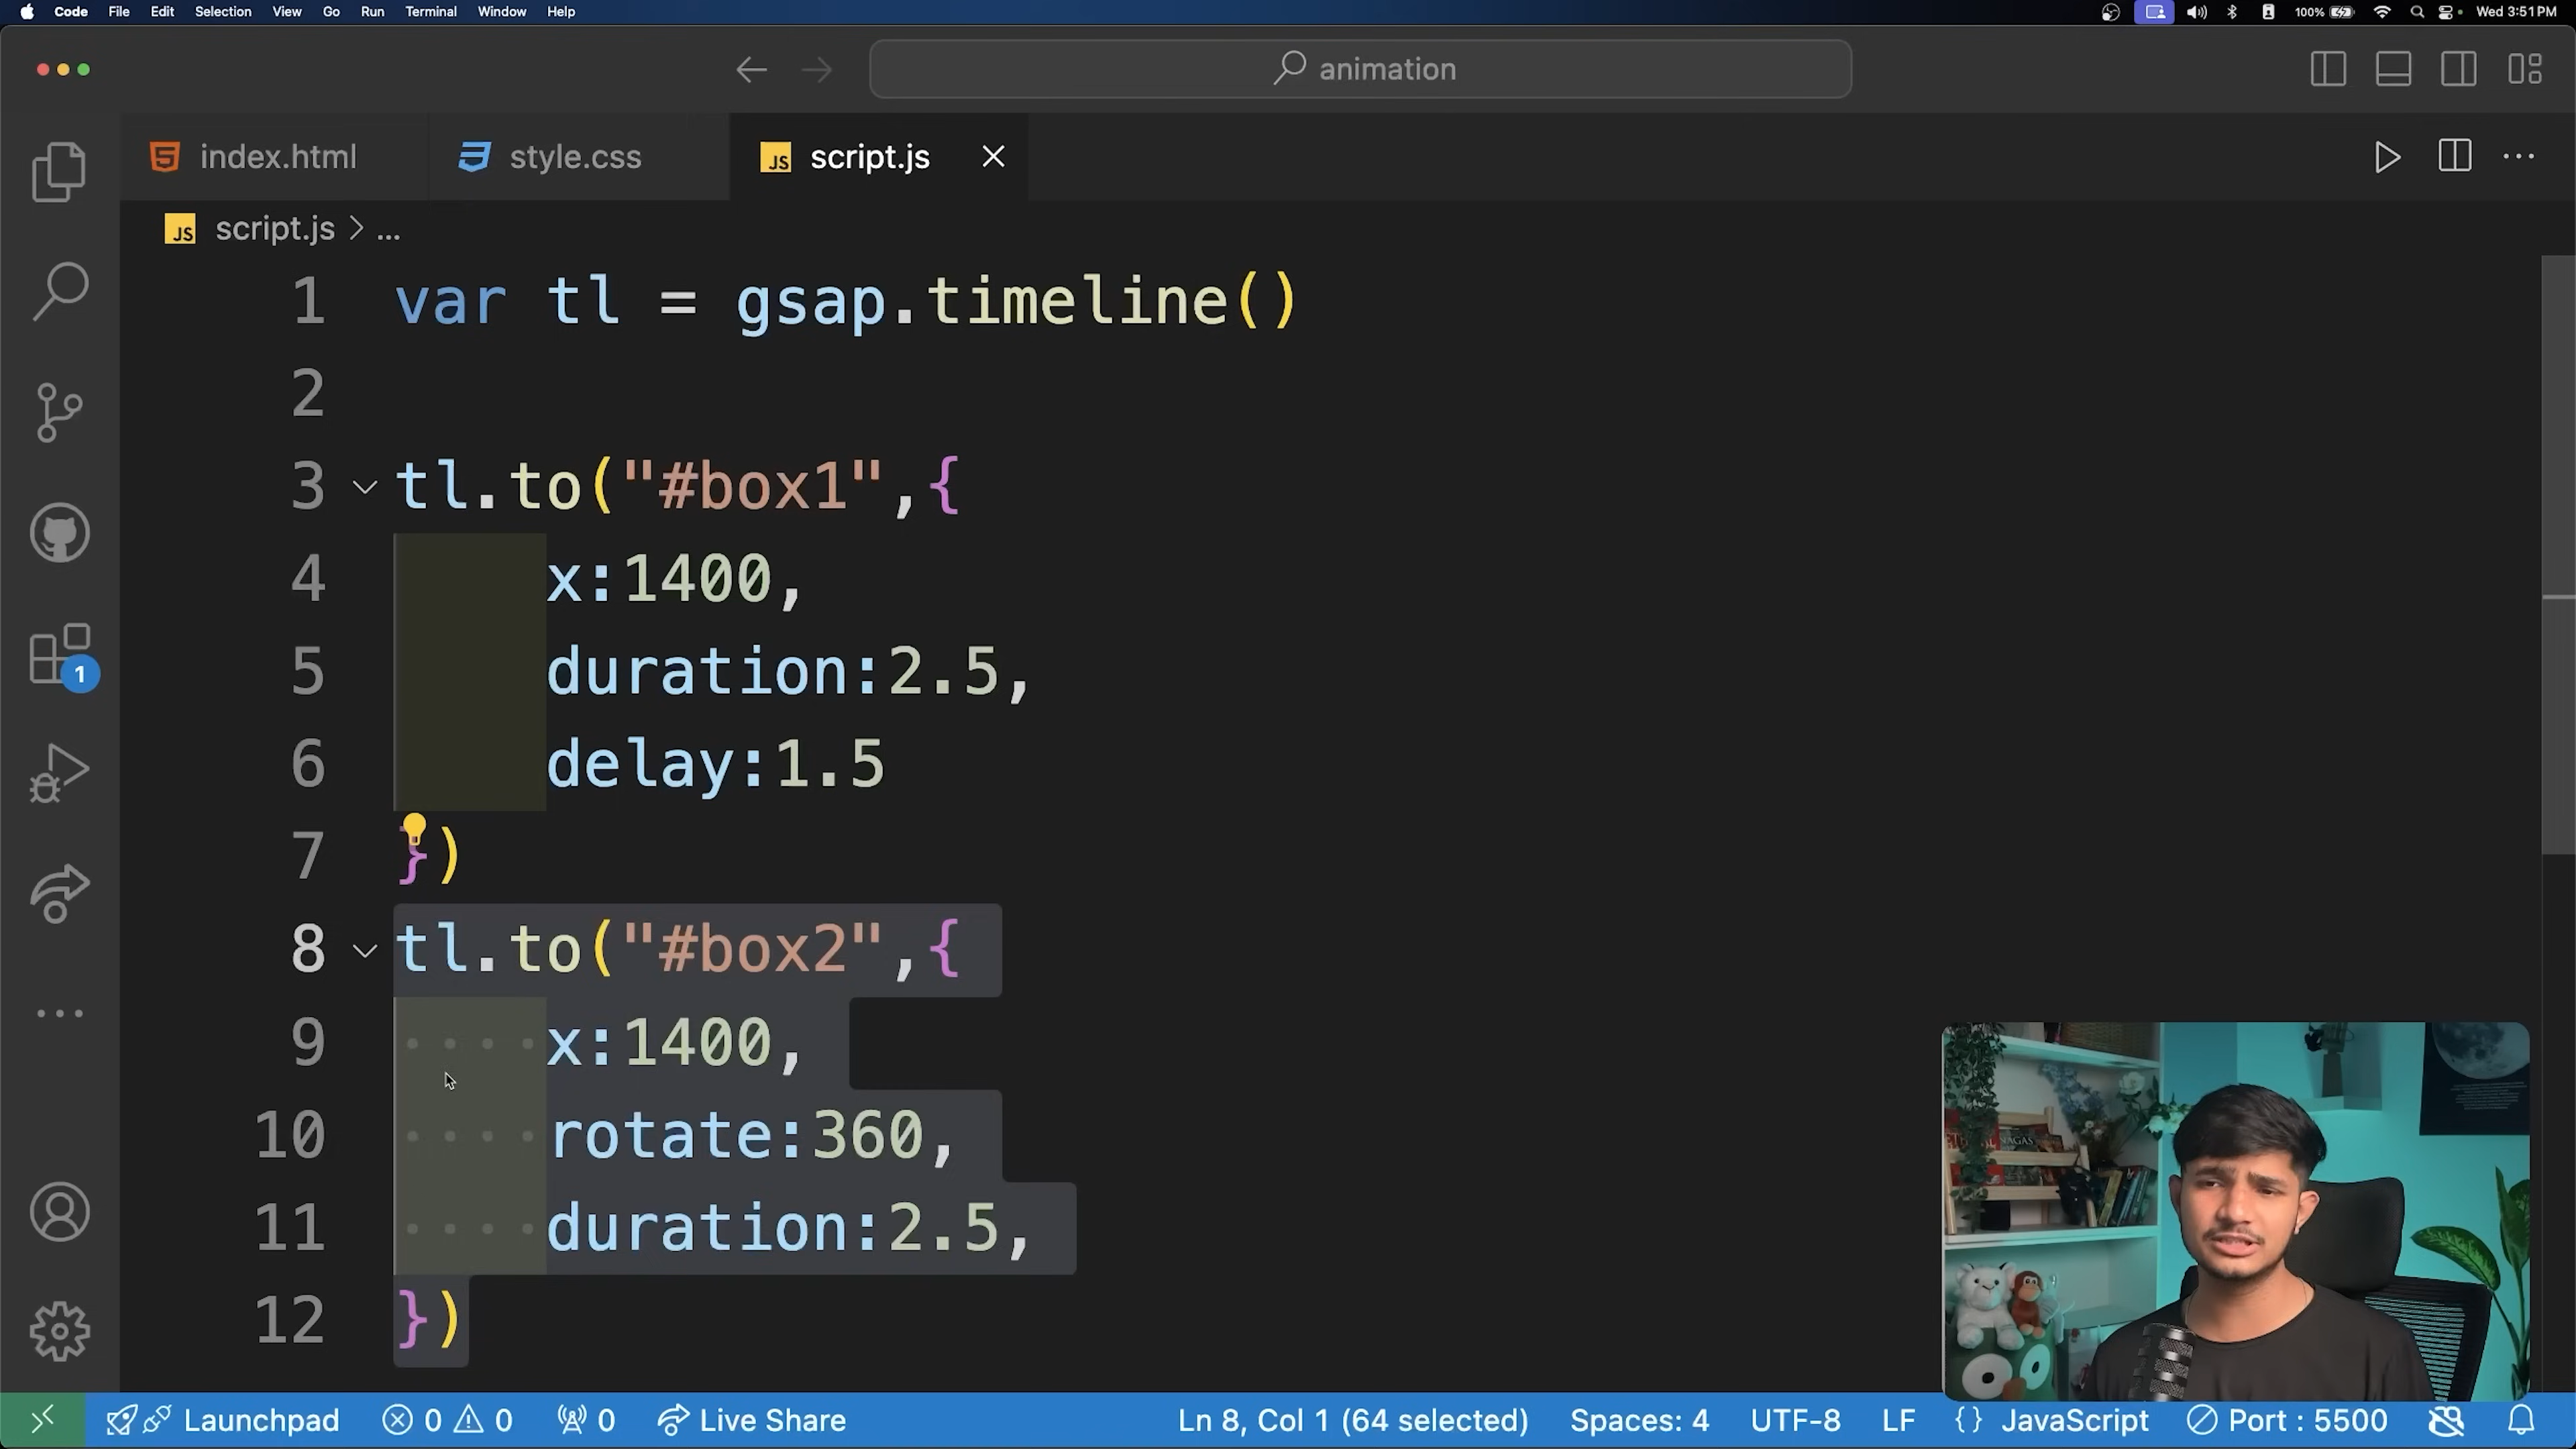 Code File Edit Selection View Go Run Terminal Window Help 100% Wed 3:51 PM
animation
index.html style.css JS script.js
JS script.js > ...
1 var tl = gsap.timeline()
2
3 tl.to("#box1",{
4 x:1400,
5 duration:2.5,
6 delay:1.5
7 })
8 tl.to("#box2",{
9 x:1400,
10 rotate:360,
11 duration:2.5,
12 })
1
Launchpad 0 0 0 Live Share Ln 8, Col 1 (64 selected) Spaces: 4 UTF-8 LF {} JavaScript Port : 5500
NAGAS